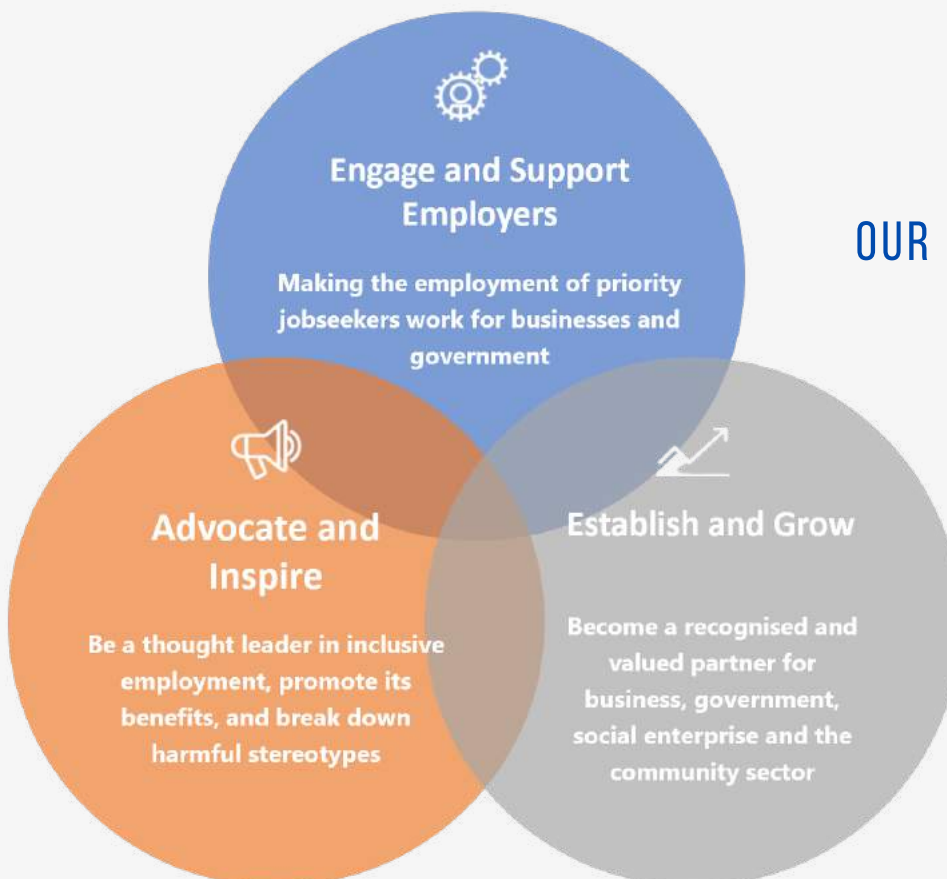 Engage and Support
Employers
Making the employment of priority
jobseekers work for businesses and
government
OUR
Advocate and
Inspire
Be a thought leader in inclusive
employment, promote its
benefits, and break down
harmful stereotypes
Establish and Grow
Become a recognised and
valued partner for
business, government,
social enterprise and the
community sector